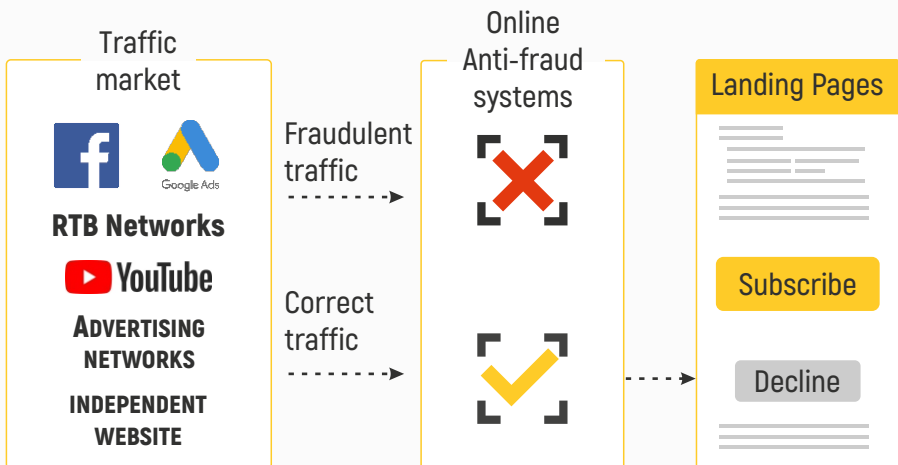 Traffic
market
Google Ads
RTB Networks
YouTube
ADVERTISING
NETWORKS
INDEPENDENT
WEBSITE
Fraudulent
traffic
Correct
traffic
Online
Anti-fraud
systems
Landing Pages
Subscribe
Decline